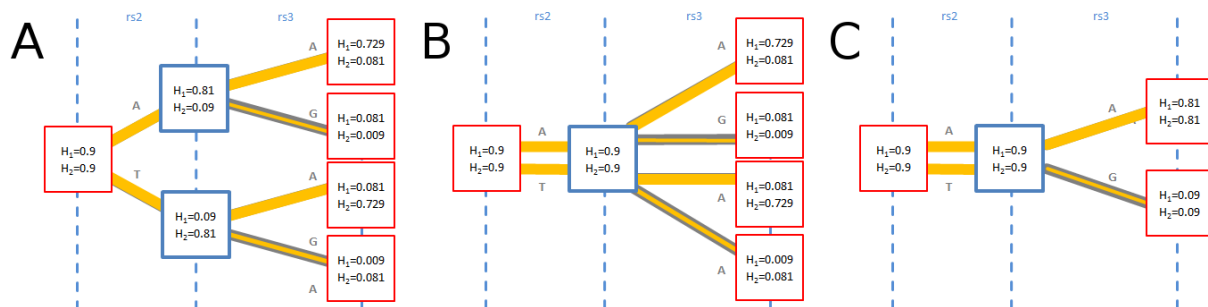 A
rs2
rs3
A
H₁=0.729
H₂=0.081
H₁=0.81
H₂=0.09
A
G
H₁=0.081
H₂=0.009
H₁=0.9
H₂=0.9
T
A
H₁=0.081
H₂=0.729
H₁=0.09
H₂=0.81
G
H₁=0.009
H₂=0.081
A
B
rs2
rs3
A
H₁=0.729
H₂=0.081
G
H₁=0.081
H₂=0.009
A
H₁=0.9
H₂=0.9
H₁=0.9
H₂=0.9
T
A
H₁=0.081
H₂=0.729
A
H₁=0.009
H₂=0.081
C
rs2
rs3
A
H₁=0.81
H₂=0.81
A
H₁=0.9
H₂=0.9
H₁=0.9
H₂=0.9
T
G
H₁=0.09
H₂=0.09